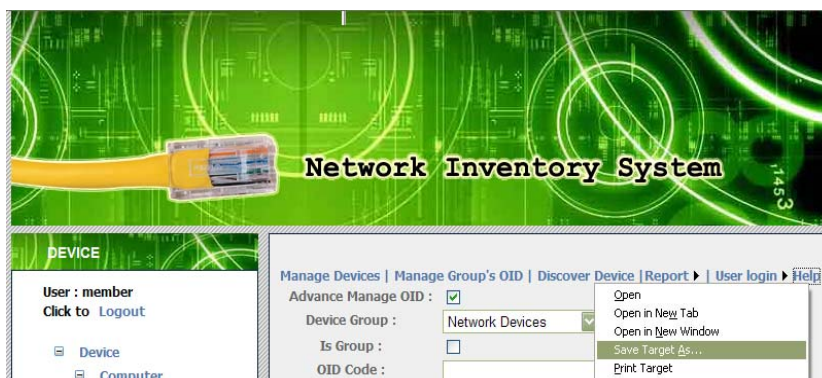 Network Inventory System
1453
DEVICE
User : member
Click to Logout
Device
Computer
Manage Devices | Manage Group's OID | Discover Device |Report | User login Help
Advance Manage OID :
Device Group :
Network Devices
Is Group :
OID Code :
Open
Open in New Tab
Open in New Window
Save Target As...
Print Target